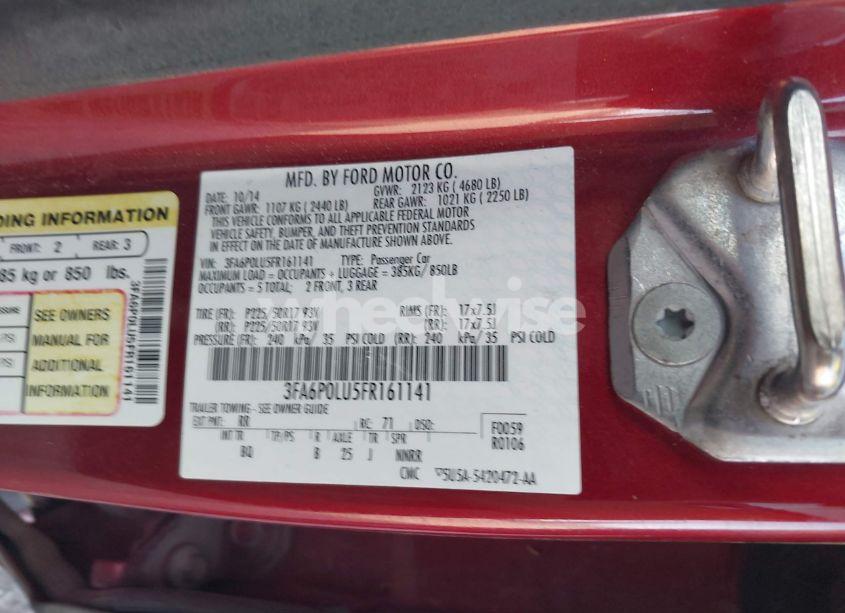 DING INFORMATION
FRONT: 2 REAR: 3
85 kg or 850 lbs.
SEE OWNERS
MANUAL FOR
ADDITIONAL
INFORMATION
3FA6P0LU5FR161141
MFD. BY FORD MOTOR CO.
DATE: 10/14 GVWR: 2123 KG ( 4680 LB)
FRONT GAWR: 1107 KG ( 2440 LB) REAR GAWR: 1021 KG ( 2250 LB)
THIS VEHICLE CONFORMS TO ALL APPLICABLE FEDERAL MOTOR
VEHICLE SAFETY, BUMPER, AND THEFT PREVENTION STANDARDS
IN EFFECT ON THE DATE OF MANUFACTURE SHOWN ABOVE.
VIN: 3FA6P0LU5FR161141 TYPE: Passenger Car
MAXIMUM LOAD = OCCUPANTS + LUGGAGE = 385KG/ 850LB
OCCUPANTS = 5 TOTAL: 2 FRONT, 3 REAR
wheelwise
TIRE (FR): P225/50R17 93V RIMS (FR): 17x7.5J
(RR): P225/50R17 93V (RR): 17x7.5J
PRESSURE (FR): 240 kPa/ 35 PSI COLD (RR): 240 kPa/ 35 PSI COLD
3FA6P0LU5FR161141
TRAILER TOWING - SEE OWNER GUIDE
EXT PNT: RR RC: 71 DSO: F0059
INT TR TP/PS R AXLE TR SPR R0106
BQ B 25 J NNRR
CMC 5U5A-5420472-AA